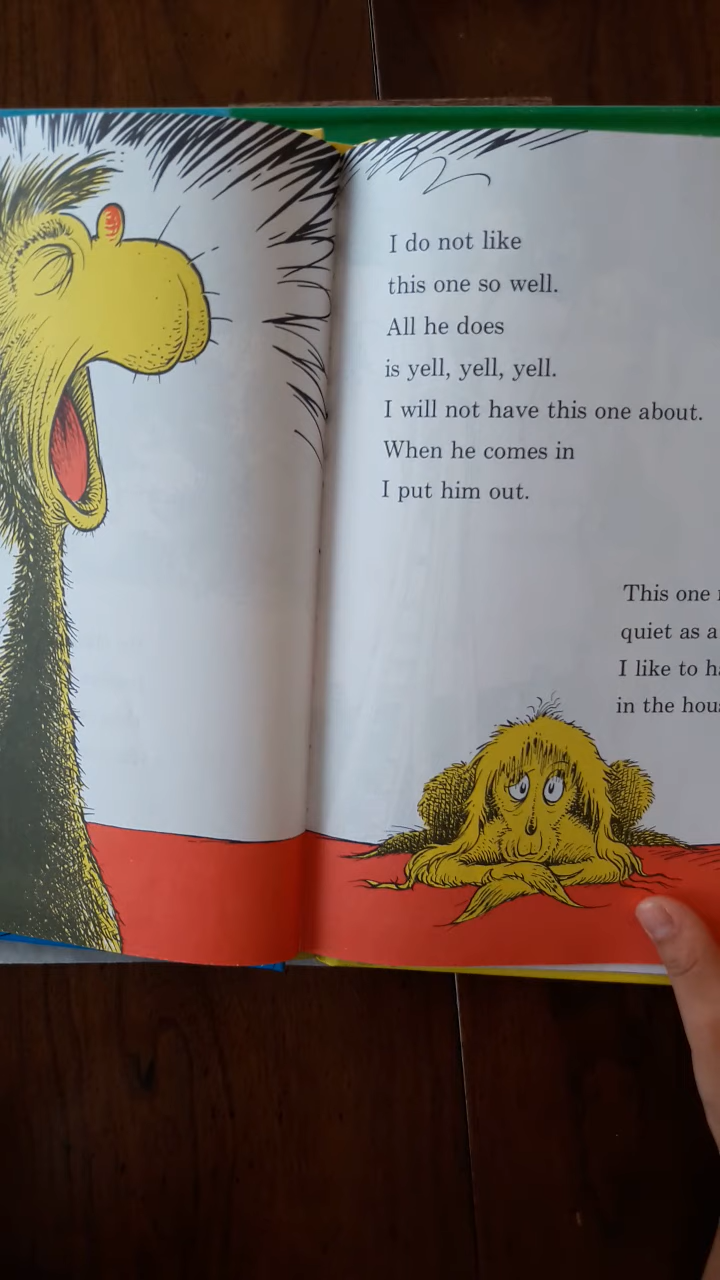 I do not like
this one so well.
All he does
is yell, yell, yell.
I will not have this one about.
When he comes in
I put him out.
This one
quiet as a
I like to
in the